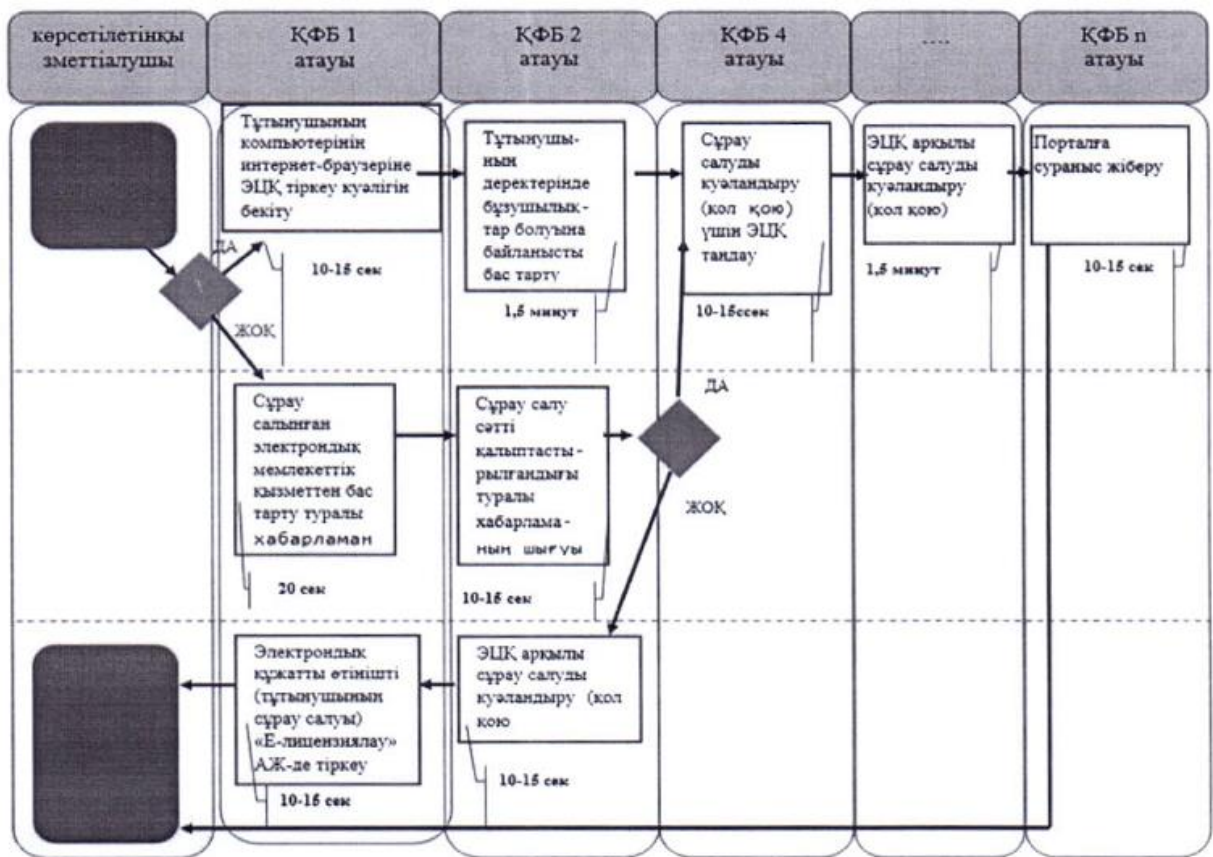 көрсетілетінқы
зметтіалушы
ҚФБ 1
атауы
ҚФБ 2
атауы
ҚФБ 4
атауы
....
ҚФБ n
атауы
Тұтынушының
компьютерінің
интернет-браузеріне
ЭЦҚ тіркеу куәлігін
бекіту
Тұтынушы-
ның
деректерінде
бұзушылық-
тар болуына
байланысты
бас тарту
Сұрау
салуды
куәландыру
(қол қою)
үшін ЭЦҚ
таңдау
ЭЦҚ арқылы
сұрау салуды
куәландыру
(қол қою)
Порталға
сураныс жіберу
ДА
10-15 сек
1,5 минут
10-15ссек
1,5 минут
10-15 сек
ЖОҚ
Сұрау
салынған
электрондық
мемлекеттік
қызметтен бас
тарту туралы
хабарламан
Сұрау салу
сәтті
қалыптасты-
рылғандығы
туралы
хабарлама-
ның шығуы
ДА
ЖОҚ
20 сек
10-15 сек
Электрондық
құжатты өтінішті
(тұтынушының
сұрау салуы)
«Е-лицензиялау»
АЖ-де тіркеу
ЭЦҚ арқылы
сұрау салуды
куәландыру (қол
қою
10-15 сек
10-15 сек